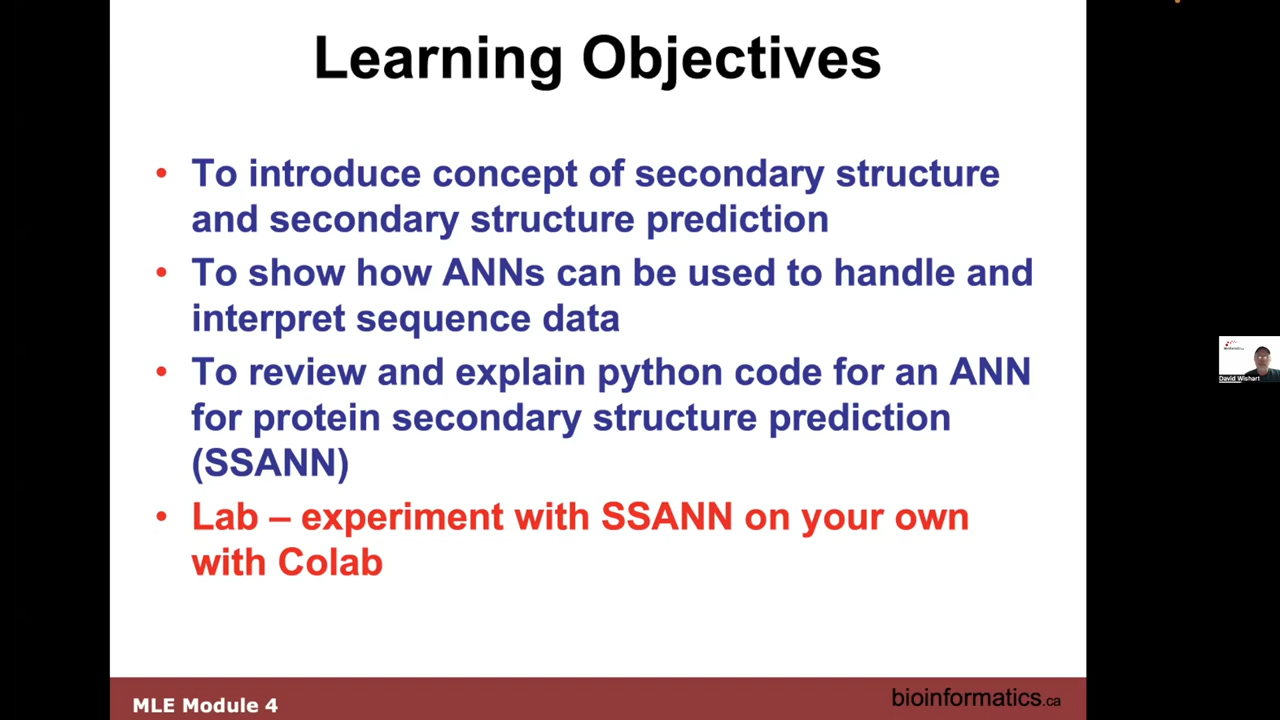 Learning Objectives
• To introduce concept of secondary structure
and secondary structure prediction
• To show how ANNs can be used to handle and
interpret sequence data
• To review and explain python code for an ANN
for protein secondary structure prediction
(SSANN)
• Lab – experiment with SSANN on your own
with Colab
David Wishart
MLE Module 4
bioinformatics.ca